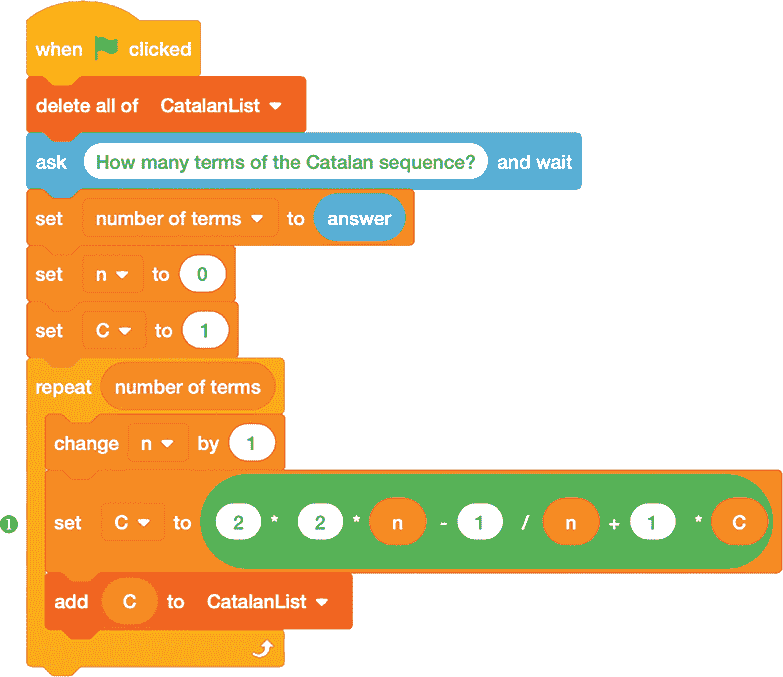 when clicked
delete all of CatalanList
ask How many terms of the Catalan sequence? and wait
set number of terms to answer
set n to 0
set C to 1
repeat number of terms
change n by 1
❶ set C to 2 * 2 * n - 1 / n + 1 * C
add C to CatalanList